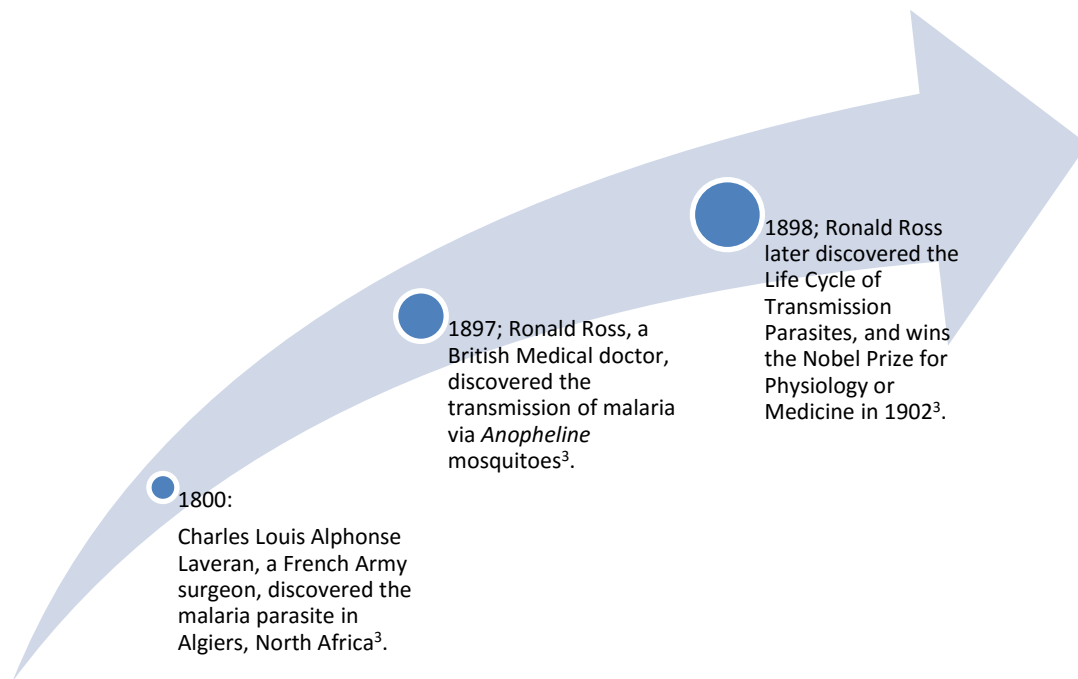 1800:
Charles Louis Alphonse
Laveran, a French Army
surgeon, discovered the
malaria parasite in
Algiers, North Africa³.
1897; Ronald Ross, a
British Medical doctor,
discovered the
transmission of malaria
via Anopheline
mosquitoes³.
1898; Ronald Ross
later discovered the
Life Cycle of
Transmission
Parasites, and wins
the Nobel Prize for
Physiology or
Medicine in 1902³.